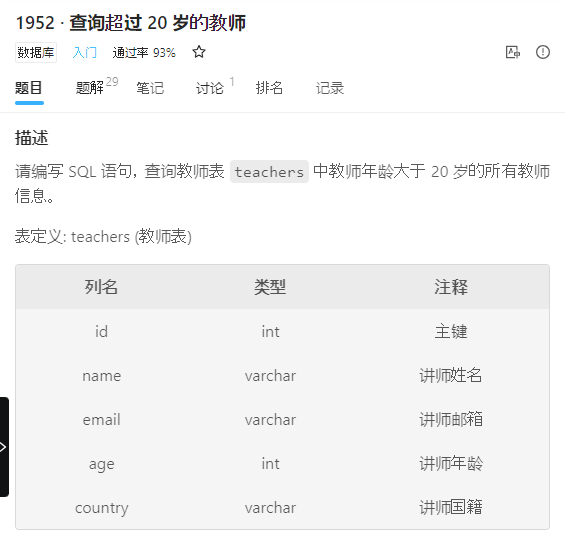 1952 · 查询超过 20 岁的教师
数据库 入门 通过率 93%
题目 题解 29 笔记 讨论 1 排名 记录
描述
请编写 SQL 语句，查询教师表 teachers 中教师年龄大于 20 岁的所有教师
信息。
表定义: teachers (教师表)
列名 类型 注释
id int 主键
name varchar 讲师姓名
email varchar 讲师邮箱
age int 讲师年龄
country varchar 讲师国籍